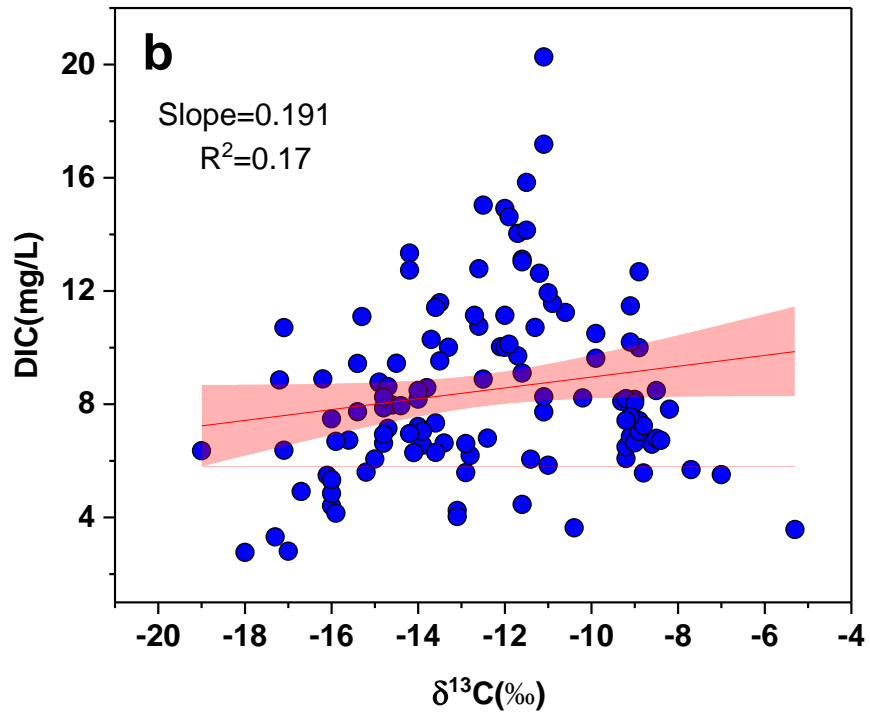 b
Slope=0.191
R²=0.17
DIC(mg/L)
20
16
12
8
4
-20 -18 -16 -14 -12 -10 -8 -6 -4
δ¹³C(‰)